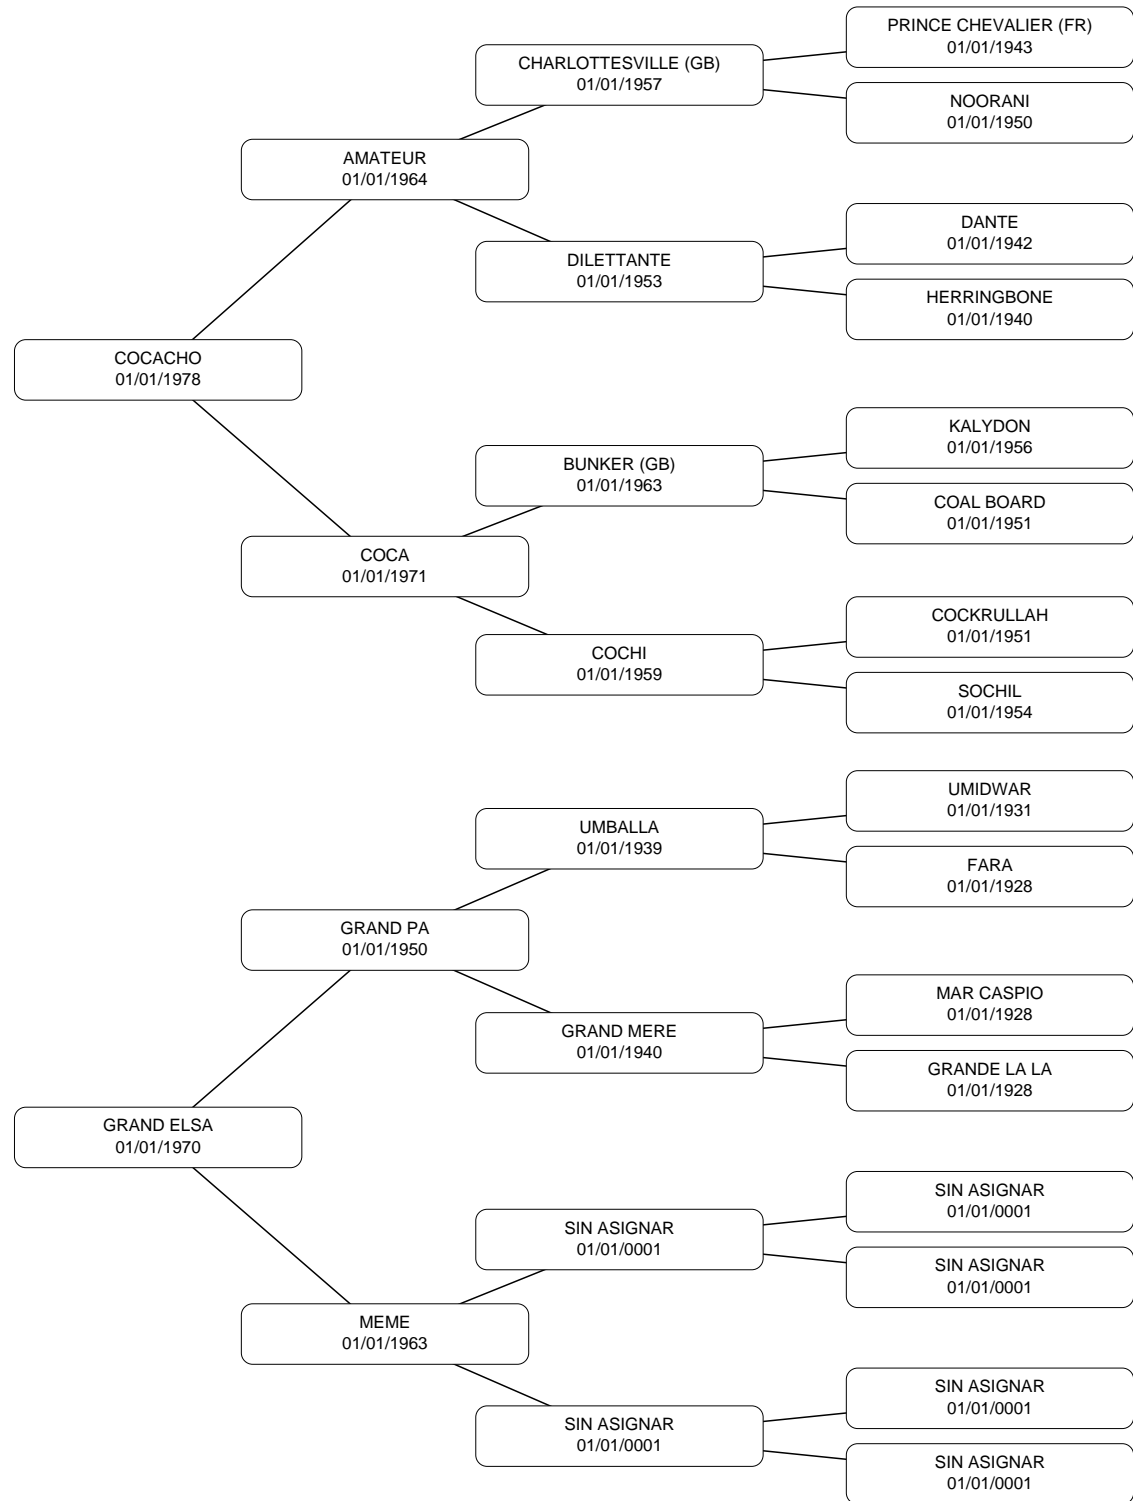 PRINCE CHEVALIER (FR)
01/01/1943
CHARLOTTESVILLE (GB)
01/01/1957
NOORANI
01/01/1950
AMATEUR
01/01/1964
DANTE
01/01/1942
DILETTANTE
01/01/1953
HERRINGBONE
01/01/1940
COCACHO
01/01/1978
KALYDON
01/01/1956
BUNKER (GB)
01/01/1963
COAL BOARD
01/01/1951
COCA
01/01/1971
COCKRULLAH
01/01/1951
COCHI
01/01/1959
SOCHIL
01/01/1954
UMIDWAR
01/01/1931
UMBALLA
01/01/1939
FARA
01/01/1928
GRAND PA
01/01/1950
MAR CASPIO
01/01/1928
GRAND MERE
01/01/1940
GRANDE LA LA
01/01/1928
GRAND ELSA
01/01/1970
SIN ASIGNAR
01/01/0001
SIN ASIGNAR
01/01/0001
SIN ASIGNAR
01/01/0001
MEME
01/01/1963
SIN ASIGNAR
01/01/0001
SIN ASIGNAR
01/01/0001
SIN ASIGNAR
01/01/0001